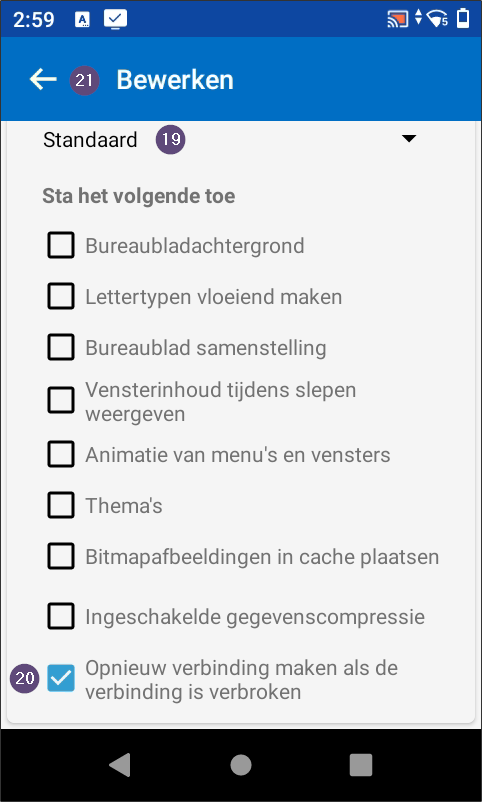 2:59 A 5
21 Bewerken
Standaard 19
Sta het volgende toe
Bureaubladachtergrond
Lettertypen vloeiend maken
Bureaublad samenstelling
Vensterinhoud tijdens slepen
weergeven
Animatie van menu's en vensters
Thema's
Bitmapafbeeldingen in cache plaatsen
Ingeschakelde gegevenscompressie
20 Opnieuw verbinding maken als de
verbinding is verbroken